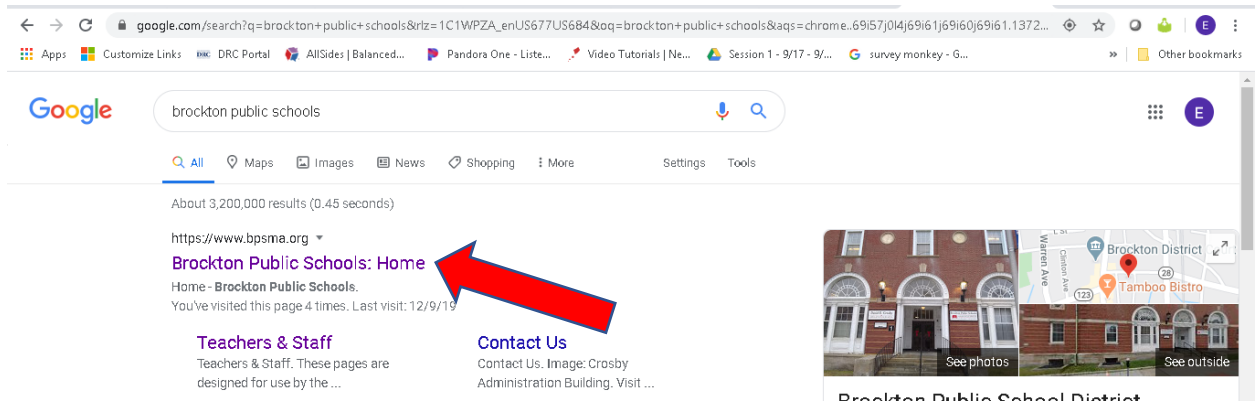 google.com/search?q=brockton+public+schools&rlz=1C1WPZA_enUS677US684&oq=brockton+public+schools&aqs=chrome..69i57j0l4j69i61j69i60j69i61.1372...
E
Apps Customize Links DRC DRC Portal AllSides | Balanced... Pandora One - Liste... Video Tutorials | Ne... Session 1 - 9/17 - 9/... G survey monkey - G... » Other bookmarks
Google brockton public schools E
All Maps Images News Shopping More Settings Tools
About 3,200,000 results (0.45 seconds)
https://www.bpsma.org
Brockton Public Schools: Home
Home - Brockton Public Schools.
You've visited this page 4 times. Last visit: 12/9/19
Teachers & Staff
Teachers & Staff. These pages are
designed for use by the ...
Contact Us
Contact Us. Image: Crosby
Administration Building. Visit ...
Warren Ave
Clinton Ave
Brockton District
28
123
Tamboo Bistro
See photos
See outside
Brockton Public School District